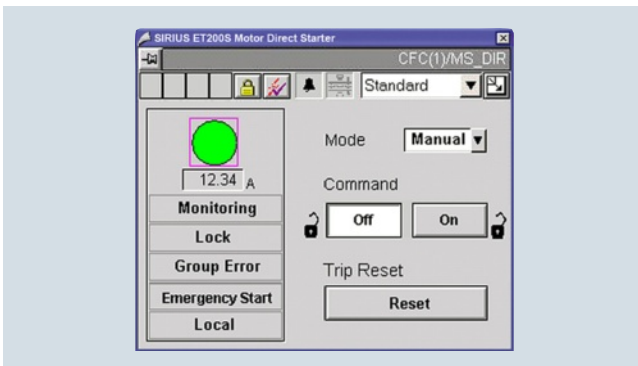 SIRIUS ET200S Motor Direct Starter
CFC(1)/MS_DIR
Standard
Mode Manual
12.34 A
Command
Monitoring
Off On
Lock
Group Error
Trip Reset
Emergency Start
Reset
Local